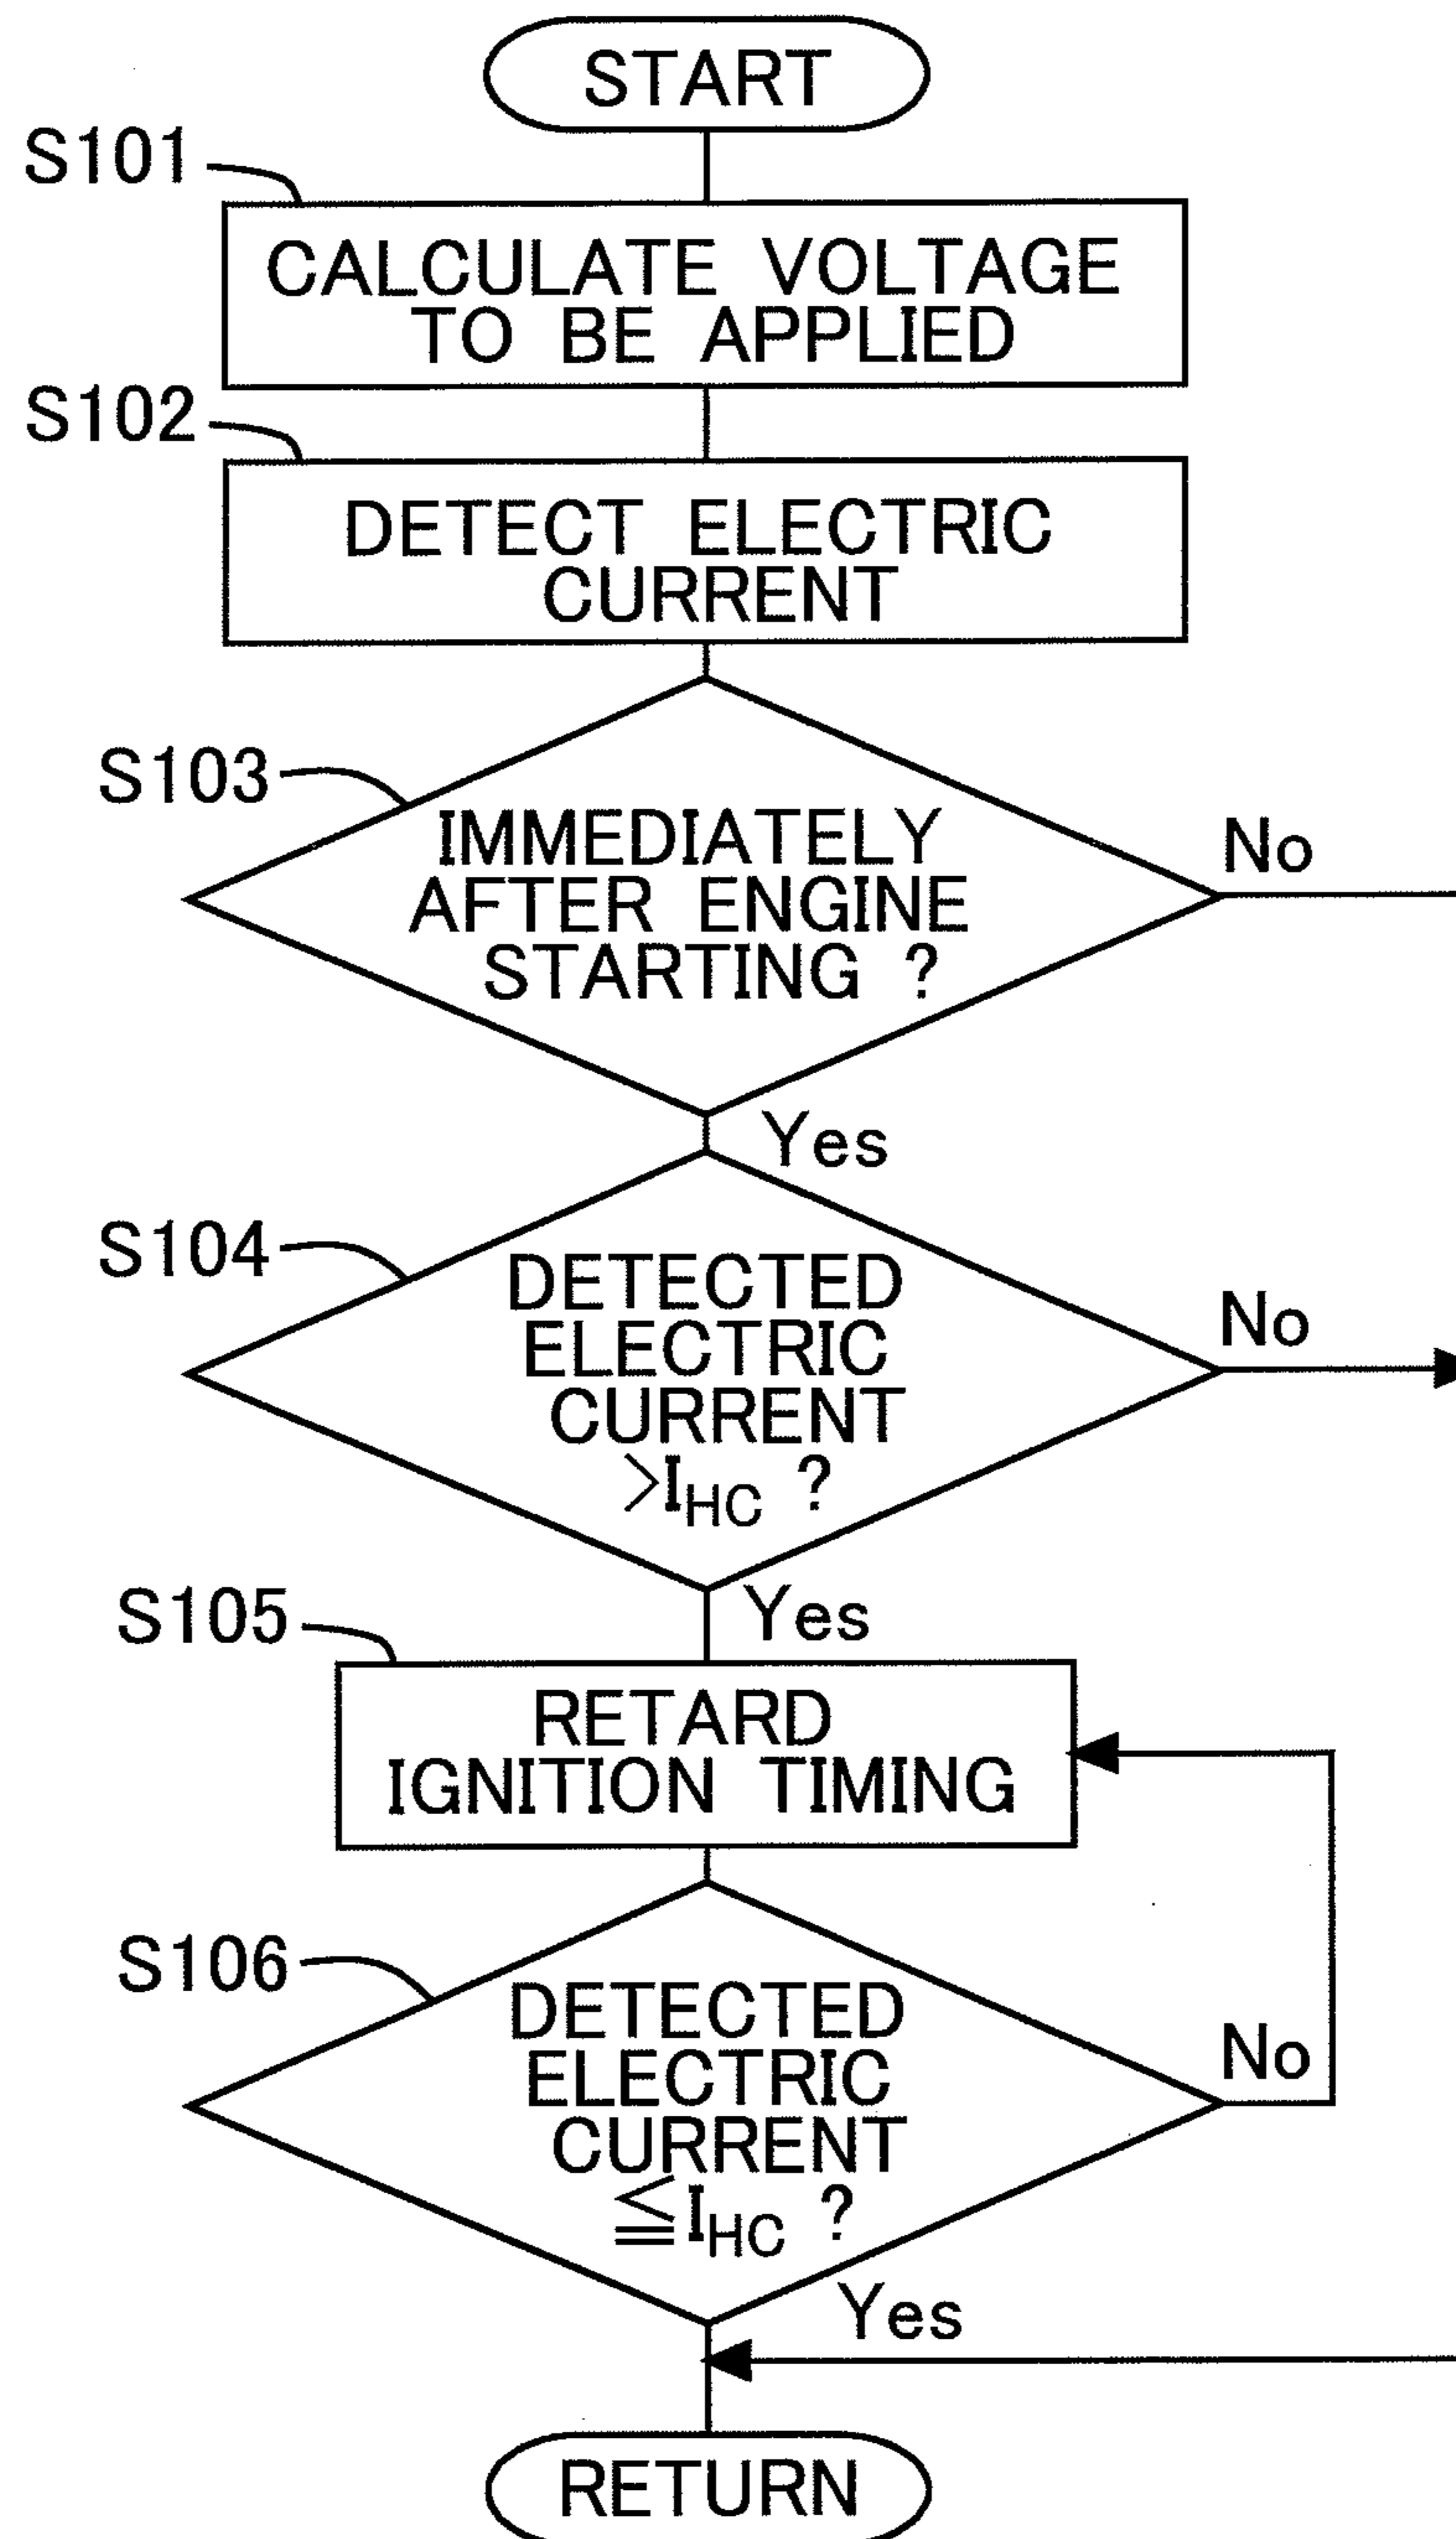 START
S101
CALCULATE VOLTAGE
TO BE APPLIED
S102
DETECT ELECTRIC
CURRENT
S103
IMMEDIATELY
AFTER ENGINE
STARTING ?
No
Yes
S104
DETECTED
ELECTRIC
CURRENT
>I_HC ?
No
Yes
S105
RETARD
IGNITION TIMING
S106
DETECTED
ELECTRIC
CURRENT
≦I_HC ?
No
Yes
RETURN